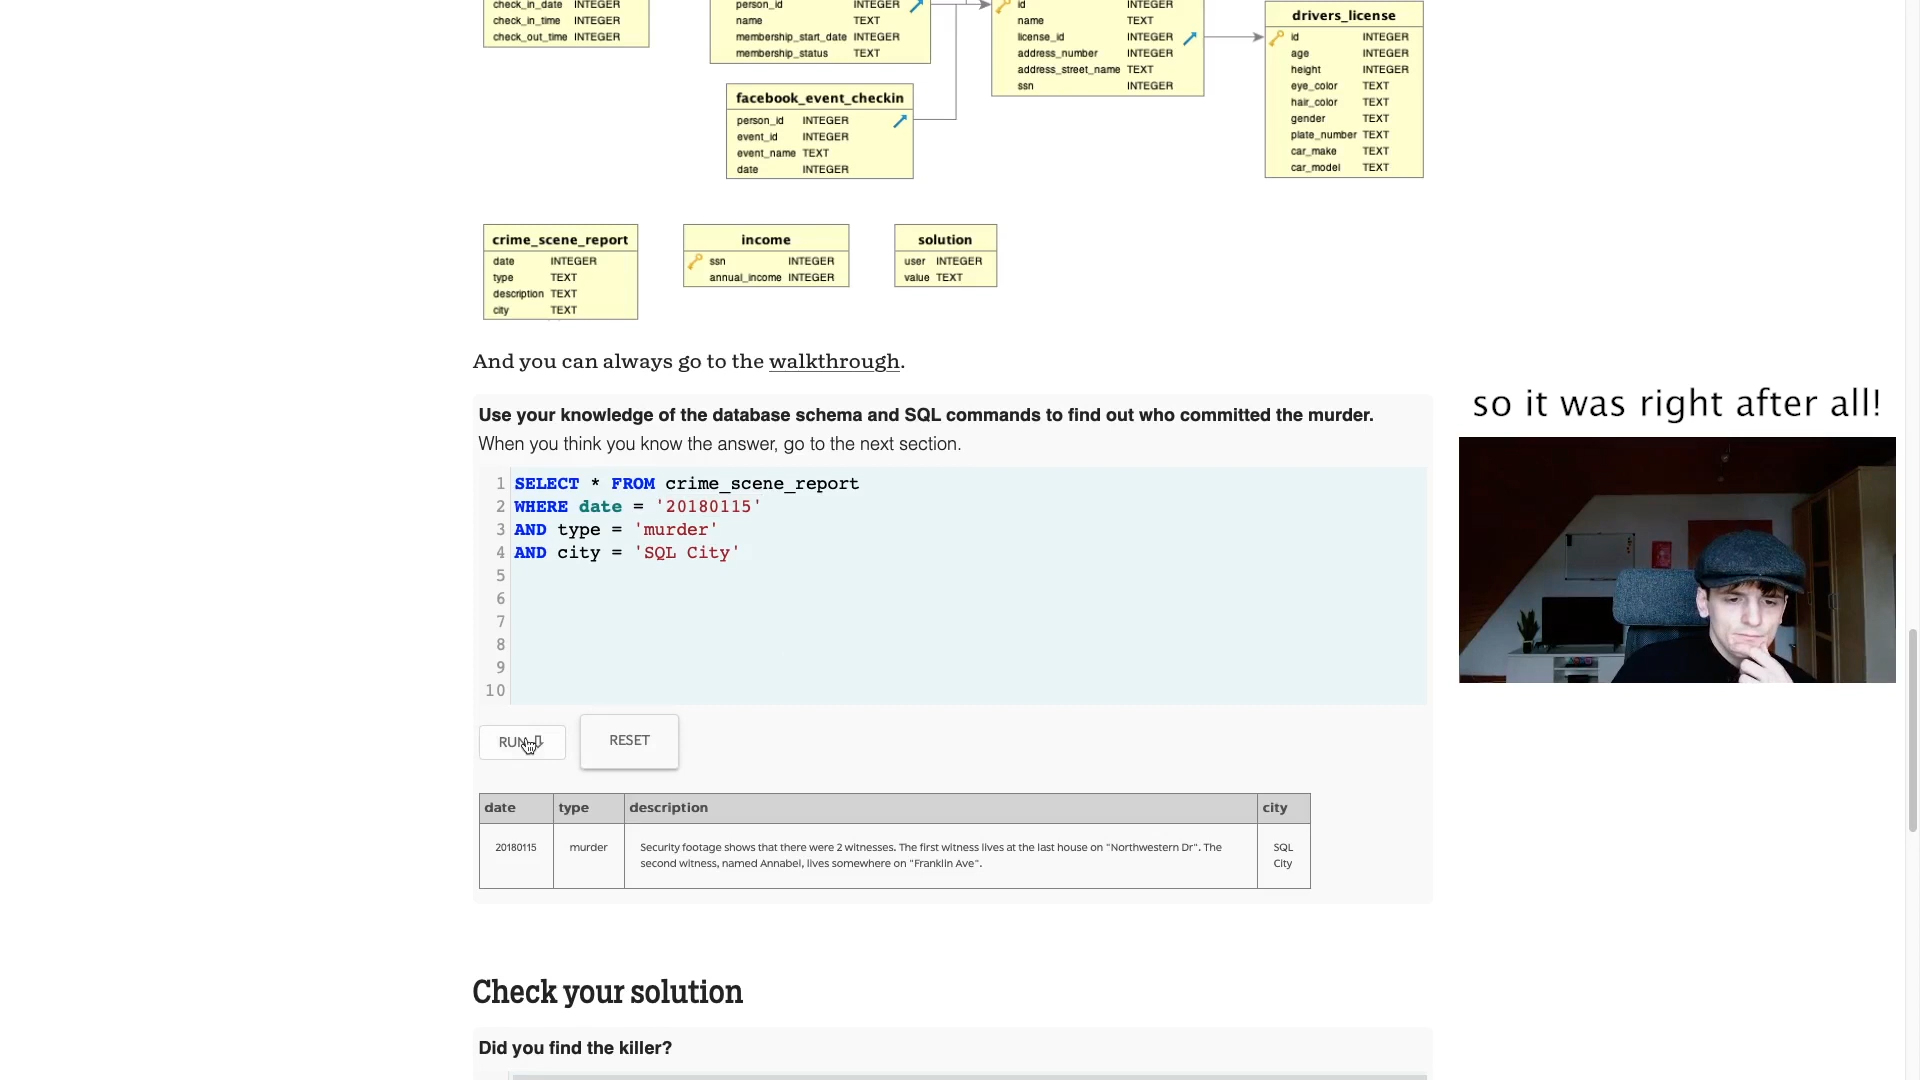 check_in_date INTEGER
check_in_time INTEGER
check_out_time INTEGER
person_id INTEGER
name TEXT
membership_start_date INTEGER
membership_status TEXT
id INTEGER
name TEXT
license_id INTEGER
address_number INTEGER
address_street_name TEXT
ssn INTEGER
drivers_license
id INTEGER
age INTEGER
height INTEGER
eye_color TEXT
hair_color TEXT
gender TEXT
plate_number TEXT
car_make TEXT
car_model TEXT
facebook_event_checkin
person_id INTEGER
event_id INTEGER
event_name TEXT
date INTEGER
crime_scene_report
date INTEGER
type TEXT
description TEXT
city TEXT
income
ssn INTEGER
annual_income INTEGER
solution
user INTEGER
value TEXT
And you can always go to the walkthrough.
so it was right after all!
Use your knowledge of the database schema and SQL commands to find out who committed the murder.
When you think you know the answer, go to the next section.
1 SELECT * FROM crime_scene_report
2 WHERE date = '20180115'
3 AND type = 'murder'
4 AND city = 'SQL City'
5
6
7
8
9
10
RUN RESET
date type description city
20180115 murder Security footage shows that there were 2 witnesses. The first witness lives at the last house on "Northwestern Dr". The SQL
second witness, named Annabel, lives somewhere on "Franklin Ave". City
Check your solution
Did you find the killer?